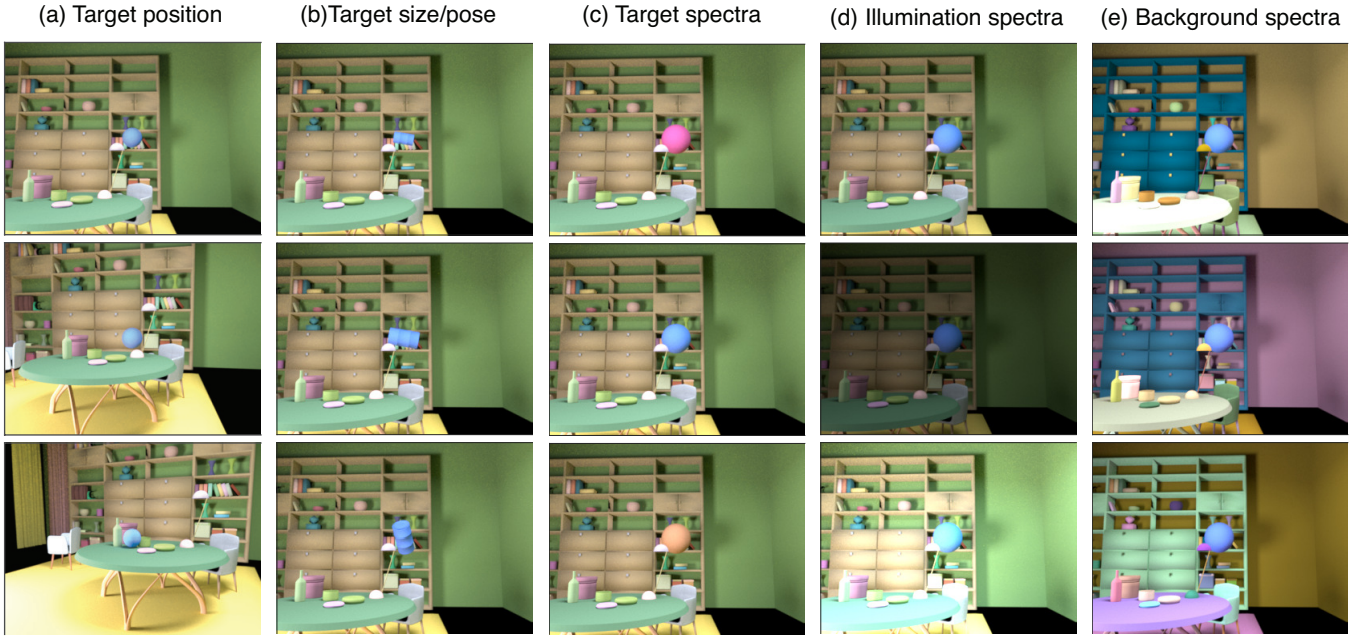 (a) Target position
(b)Target size/pose
(c) Target spectra
(d) Illumination spectra
(e) Background spectra